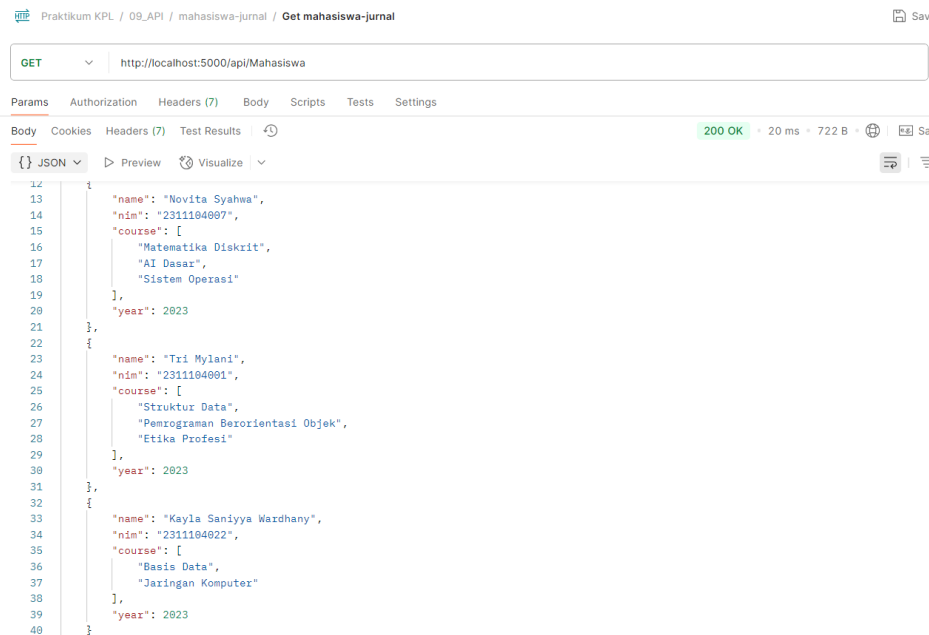 HTTP Praktikum KPL / 09_API / mahasiswa-jurnal / Get mahasiswa-jurnal Sav
GET http://localhost:5000/api/Mahasiswa
Params Authorization Headers (7) Body Scripts Tests Settings
Body Cookies Headers (7) Test Results 200 OK • 20 ms • 722 B • e.g. Sa
{} JSON Preview Visualize
12 {
13 "name": "Novita Syahwa",
14 "nim": "2311104007",
15 "course": [
16 "Matematika Diskrit",
17 "AI Dasar",
18 "Sistem Operasi"
19 ],
20 "year": 2023
21 },
22 {
23 "name": "Tri Mylani",
24 "nim": "2311104001",
25 "course": [
26 "Struktur Data",
27 "Pemrograman Berorientasi Objek",
28 "Etika Profesi"
29 ],
30 "year": 2023
31 },
32 {
33 "name": "Kayla Saniyya Wardhany",
34 "nim": "2311104022",
35 "course": [
36 "Basis Data",
37 "Jaringan Komputer"
38 ],
39 "year": 2023
40 }